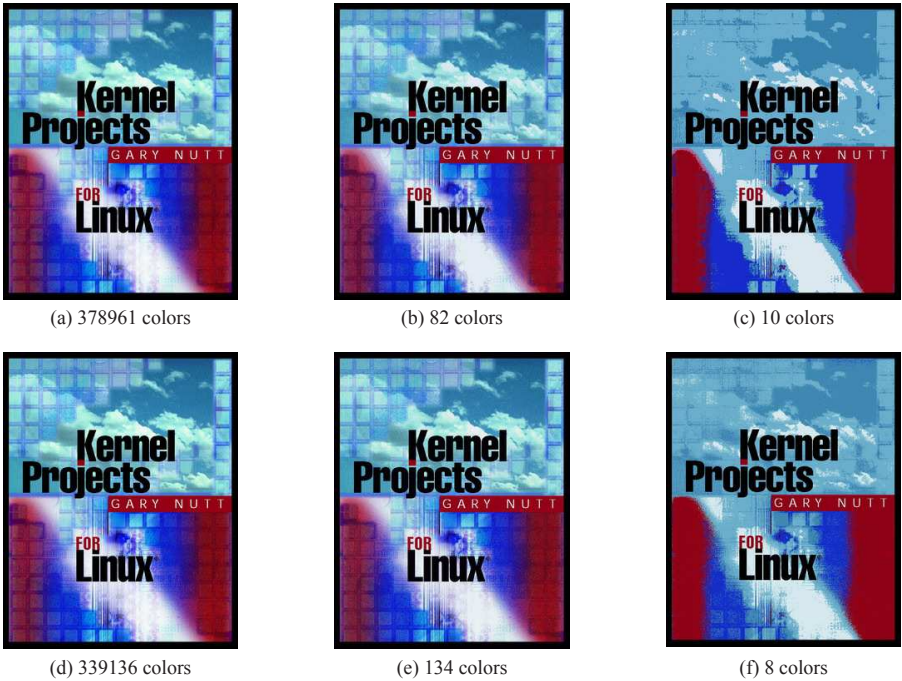 Kernel
Projects
GARY NUTT
FOR
Linux
Kernel
Projects
GARY NUTT
FOR
Linux
Kernel
Projects
GARY NUTT
FOR
Linux
(a) 378961 colors
(b) 82 colors
(c) 10 colors
Kernel
Projects
GARY NUTT
FOR
Linux
Kernel
Projects
GARY NUTT
FOR
Linux
Kernel
Projects
GARY NUTT
FOR
Linux
(d) 339136 colors
(e) 134 colors
(f) 8 colors